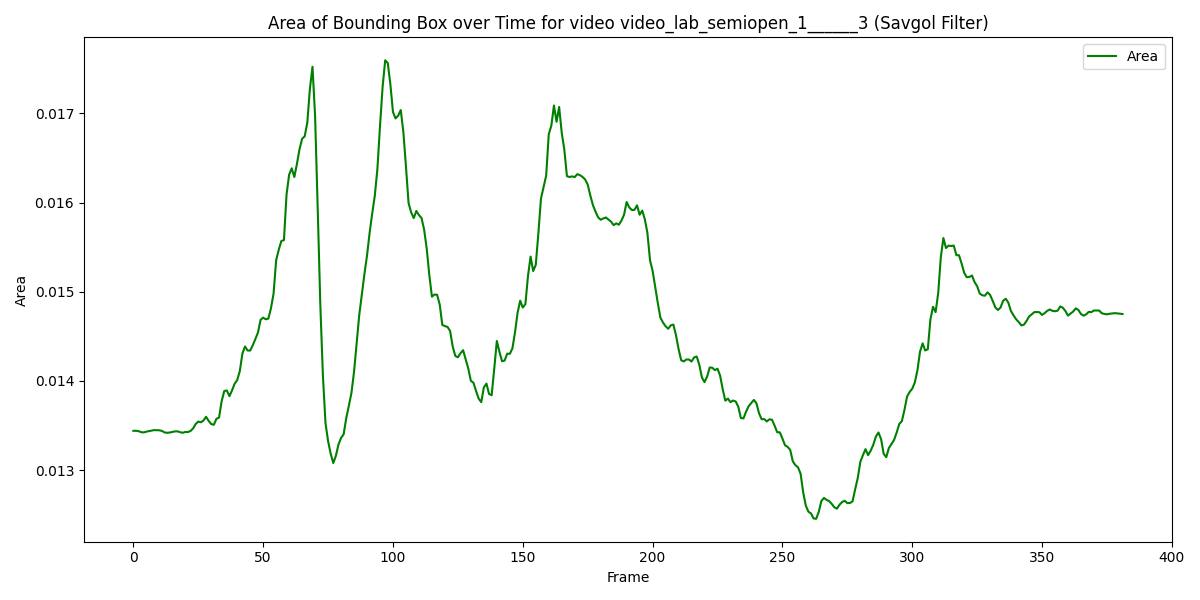 Area of Bounding Box over Time for video video_lab_semiopen_1______3 (Savgol Filter)
Area
0.017
0.016
0.015
0.014
0.013
Area
0 50 100 150 200 250 300 350 400
Frame